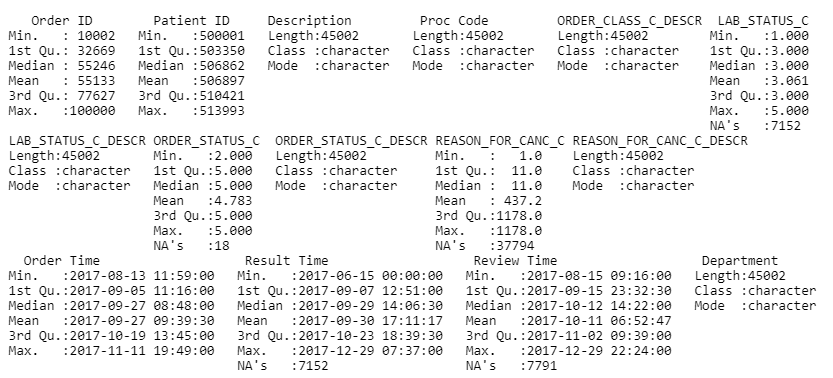 Order ID Patient ID Description Proc Code ORDER_CLASS_C_DESCR LAB_STATUS_C
Min. : 10002 Min. :500001 Length:45002 Length:45002 Length:45002 Min. :1.000
1st Qu.: 32669 1st Qu.:503350 Class :character Class :character Class :character 1st Qu.:3.000
Median : 55246 Median :506862 Mode :character Mode :character Mode :character Median :3.000
Mean : 55133 Mean :506897 Mean :3.061
3rd Qu.: 77627 3rd Qu.:510421 3rd Qu.:3.000
Max. :100000 Max. :513993 Max. :5.000
NA's :7152
LAB_STATUS_C_DESCR ORDER_STATUS_C ORDER_STATUS_C_DESCR REASON_FOR_CANC_C REASON_FOR_CANC_C_DESCR
Length:45002 Min. :2.000 Length:45002 Min. : 1.0 Length:45002
Class :character 1st Qu.:5.000 Class :character 1st Qu.: 11.0 Class :character
Mode :character Median :5.000 Mode :character Median : 11.0 Mode :character
Mean :4.783 Mean : 437.2
3rd Qu.:5.000 3rd Qu.:1178.0
Max. :5.000 Max. :1178.0
NA's :18 NA's :37794
Order Time Result Time Review Time Department
Min. :2017-08-13 11:59:00 Min. :2017-06-15 00:00:00 Min. :2017-08-15 09:16:00 Length:45002
1st Qu.:2017-09-05 11:16:00 1st Qu.:2017-09-07 12:51:00 1st Qu.:2017-09-15 23:32:30 Class :character
Median :2017-09-27 08:48:00 Median :2017-09-29 14:06:30 Median :2017-10-12 14:22:00 Mode :character
Mean :2017-09-27 09:39:30 Mean :2017-09-30 17:11:17 Mean :2017-10-11 06:52:47
3rd Qu.:2017-10-19 13:45:00 3rd Qu.:2017-10-23 18:39:30 3rd Qu.:2017-11-02 09:39:00
Max. :2017-11-11 19:49:00 Max. :2017-12-29 07:37:00 Max. :2017-12-29 22:24:00
NA's :7152 NA's :7791